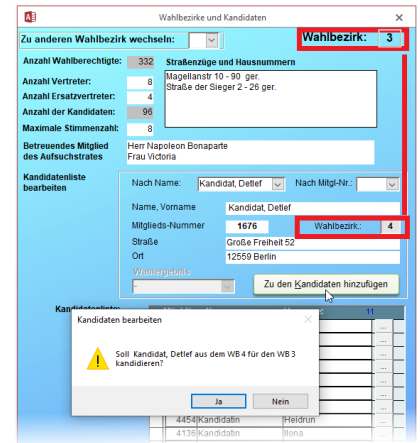 Wahlbezirke und Kandidaten
Zu anderen Wahlbezirk wechseln:
Wahlbezirk: 3
Anzahl Wahlberechtigte: 332 Straßenzüge und Hausnummern
Magellanstr 10 - 90 ger.
Straße der Sieger 2 - 26 ger.
Anzahl Vertreter: 8
Anzahl Ersatzvertreter: 4
Anzahl der Kandidaten: 96
Maximale Stimmenzahl: 8
Betreuendes Mitglied
des Aufsuchstrates
Herr Napoleon Bonaparte
Frau Victoria
Kandidatenliste
bearbeiten
Nach Name: Kandidat, Detlef Nach Mitgl-Nr.:
Name, Vorname Kandidat, Detlef
Mitglieds-Nummer 1676 Wahlbezirk.: 4
Straße Große Freiheit 52
Ort 12559 Berlin
Wahlergebnis
-
Zu den Kandidaten hinzufügen
Kandidatenliste:
11
Kandidaten bearbeiten
Soll Kandidat, Detlef aus dem WB 4 für den WB 3
kandidieren?
Ja Nein
4454 Kandidatin Heidrun ...
4136 Kandidatin Ilona ...